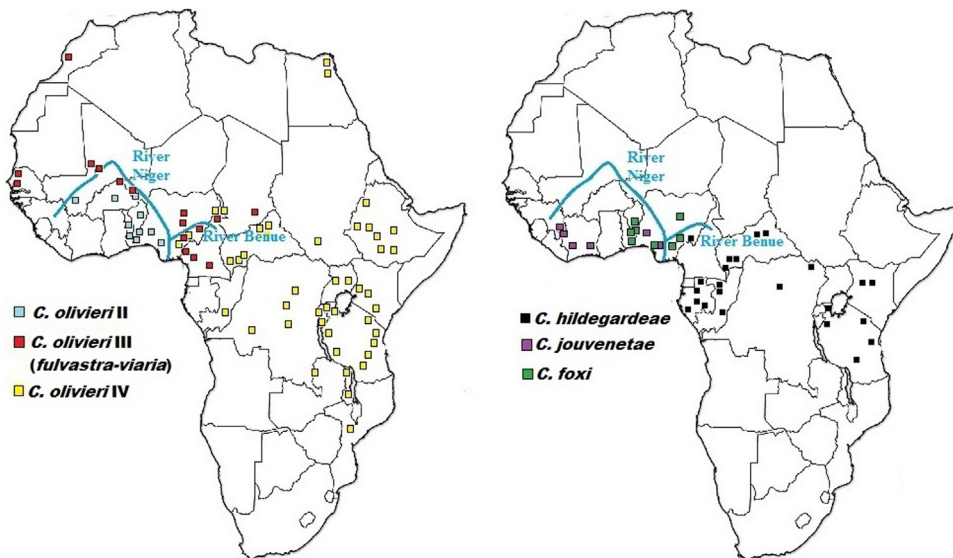 River
Niger
River Benue
C. olivieri II
C. olivieri III
(fulvastra-viaria)
C. olivieri IV
River
Niger
River Benue
C. hildegardeae
C. jouvenetae
C. foxi